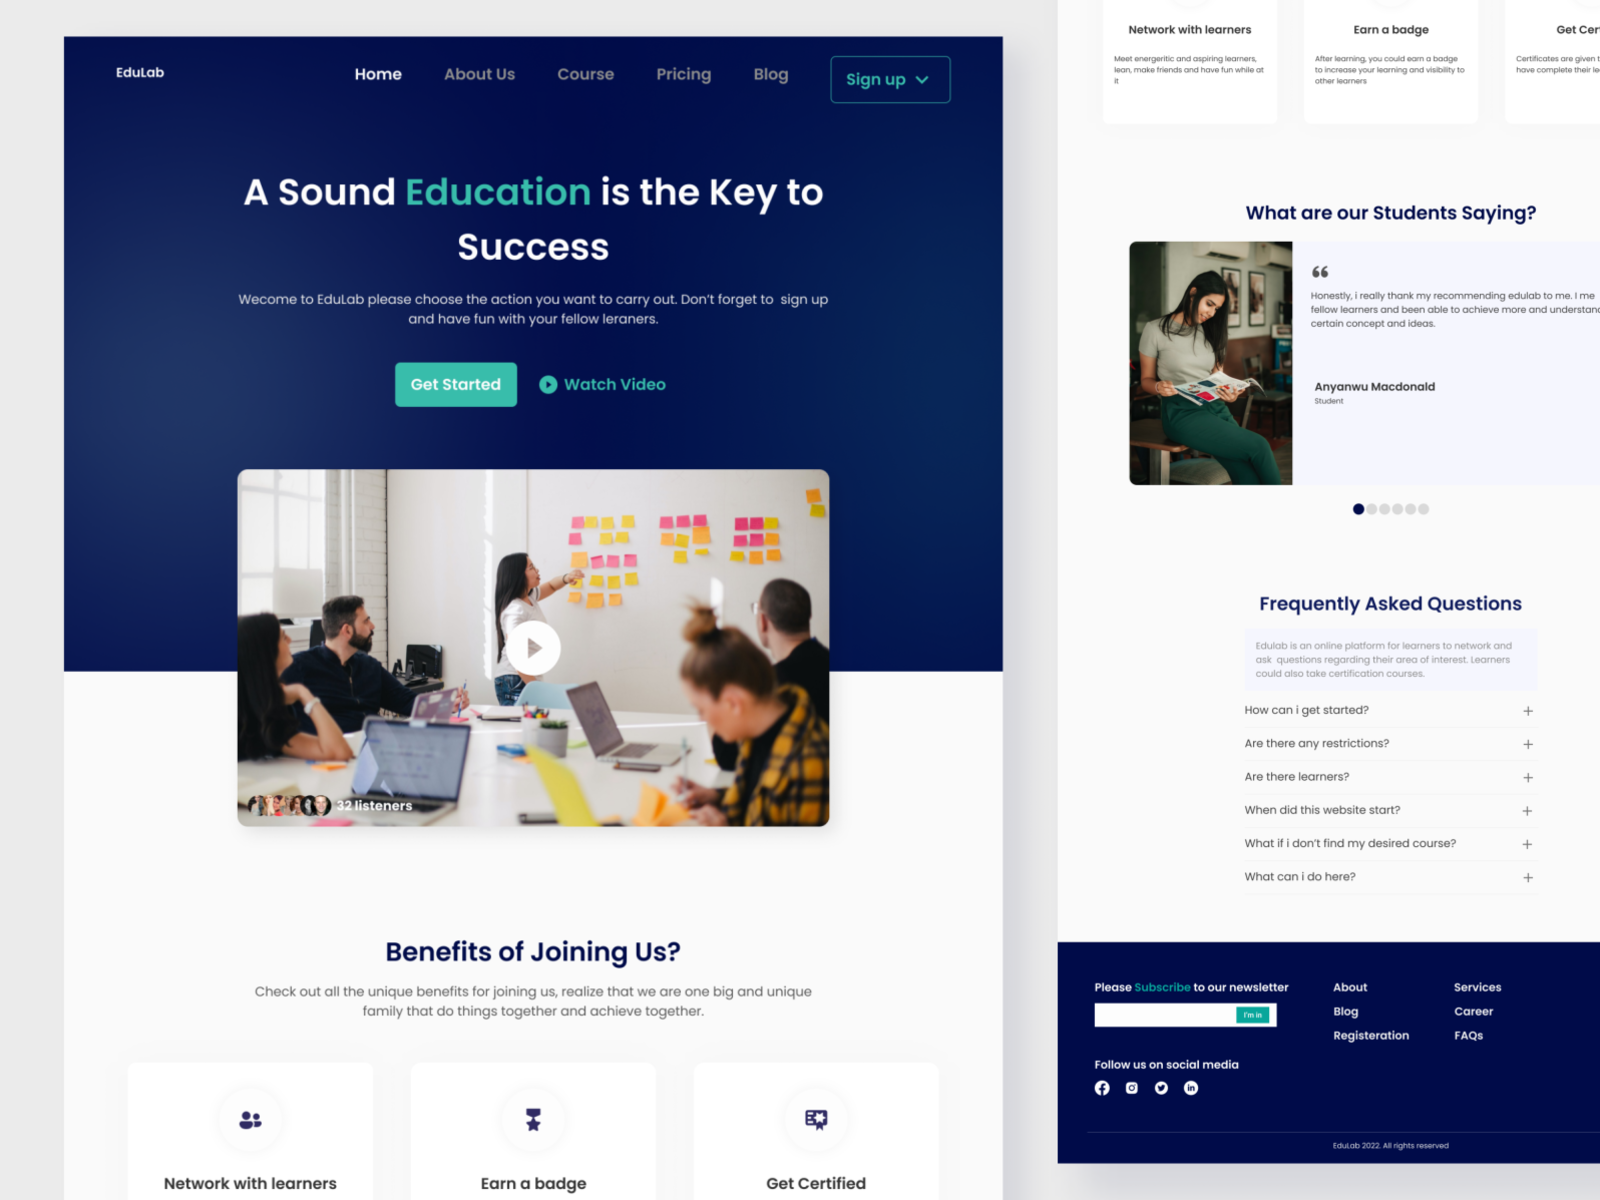 EduLab
Home
About Us
Course
Pricing
Blog
Sign up
A Sound Education is the Key to
Success
Wecome to EduLab please choose the action you want to carry out. Don't forget to  sign up
and have fun with your fellow leraners.
Get Started
Watch Video
32 listeners
Benefits of Joining Us?
Check out all the unique benefits for joining us, realize that we are one big and unique
family that do things together and achieve together.
Network with learners
Earn a badge
Get Certified
Network with learners
Meet energeritic and aspiring learners,
lean, make friends and have fun while at
it
Earn a badge
After learning, you could earn a badge
to increase your learning and visibility to
other learners
Get Cer
Certificates are given
have complete their le
What are our Students Saying?
“
Honestly, i really thank my recommending edulab to me. I me
fellow learners and been able to achieve more and understand
certain concept and ideas.
Anyanwu Macdonald
Student
Frequently Asked Questions
Edulab is an online platform for learners to network and
ask  questions regarding their area of interest. Learners
could also take certification courses.
How can i get started?
Are there any restrictions?
Are there learners?
When did this website start?
What if i don't find my desired course?
What can i do here?
Please Subscribe to our newsletter
I'm in
Follow us on social media
About
Blog
Registeration
Services
Career
FAQs
EduLab 2022. All rights reserved